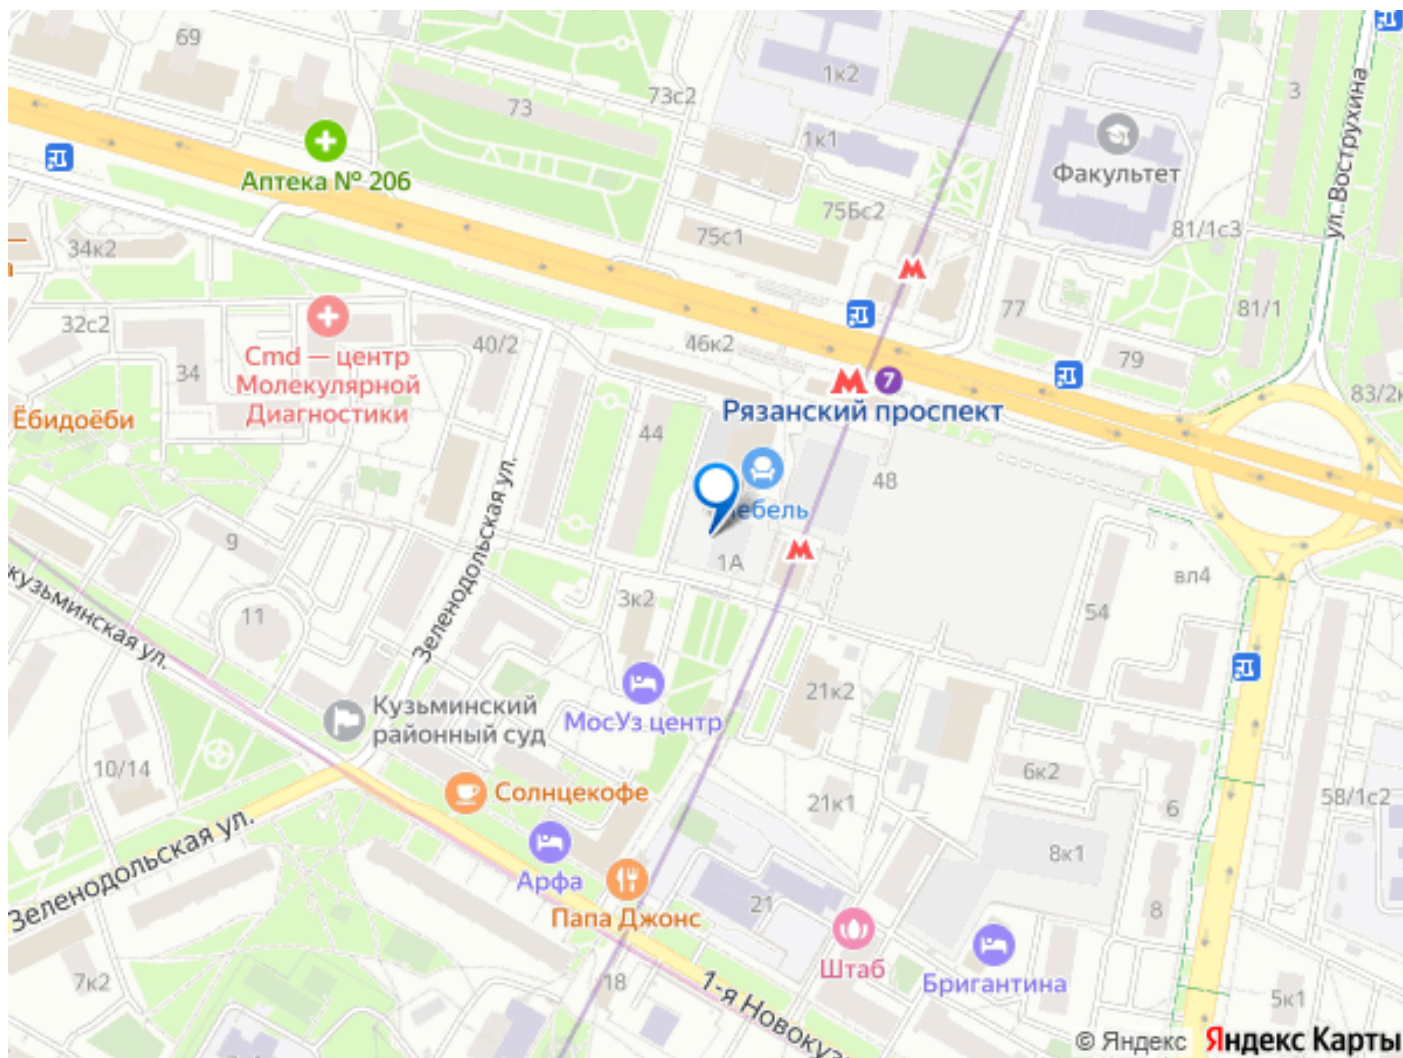 69
73с2
1к2
3
73
1к1
ул. Вострухина
Аптека № 206
Факультет
75Бс2
75с1
81/1с3
34к2
32с2
77
81/1
40/2
46к2
79
Cmd — центр
Молекулярной
Диагностики
34
83/2к
7
Рязанский проспект
Ёбидоёби
44
48
Мебель
9
1А
вл4
Зеленодольская ул.
кузьминская ул.
11
3к2
54
21к2
Кузьминский
районный суд
МосУз центр
10/14
6к2
Солнцекофе
21к1
6
58/1с2
Зеленодольская ул.
8к1
Арфа
21
8
Папа Джонс
Штаб
Бригантина
7к2
18
1-я Новокузь
5к1
© Яндекс
Яндекс Карты